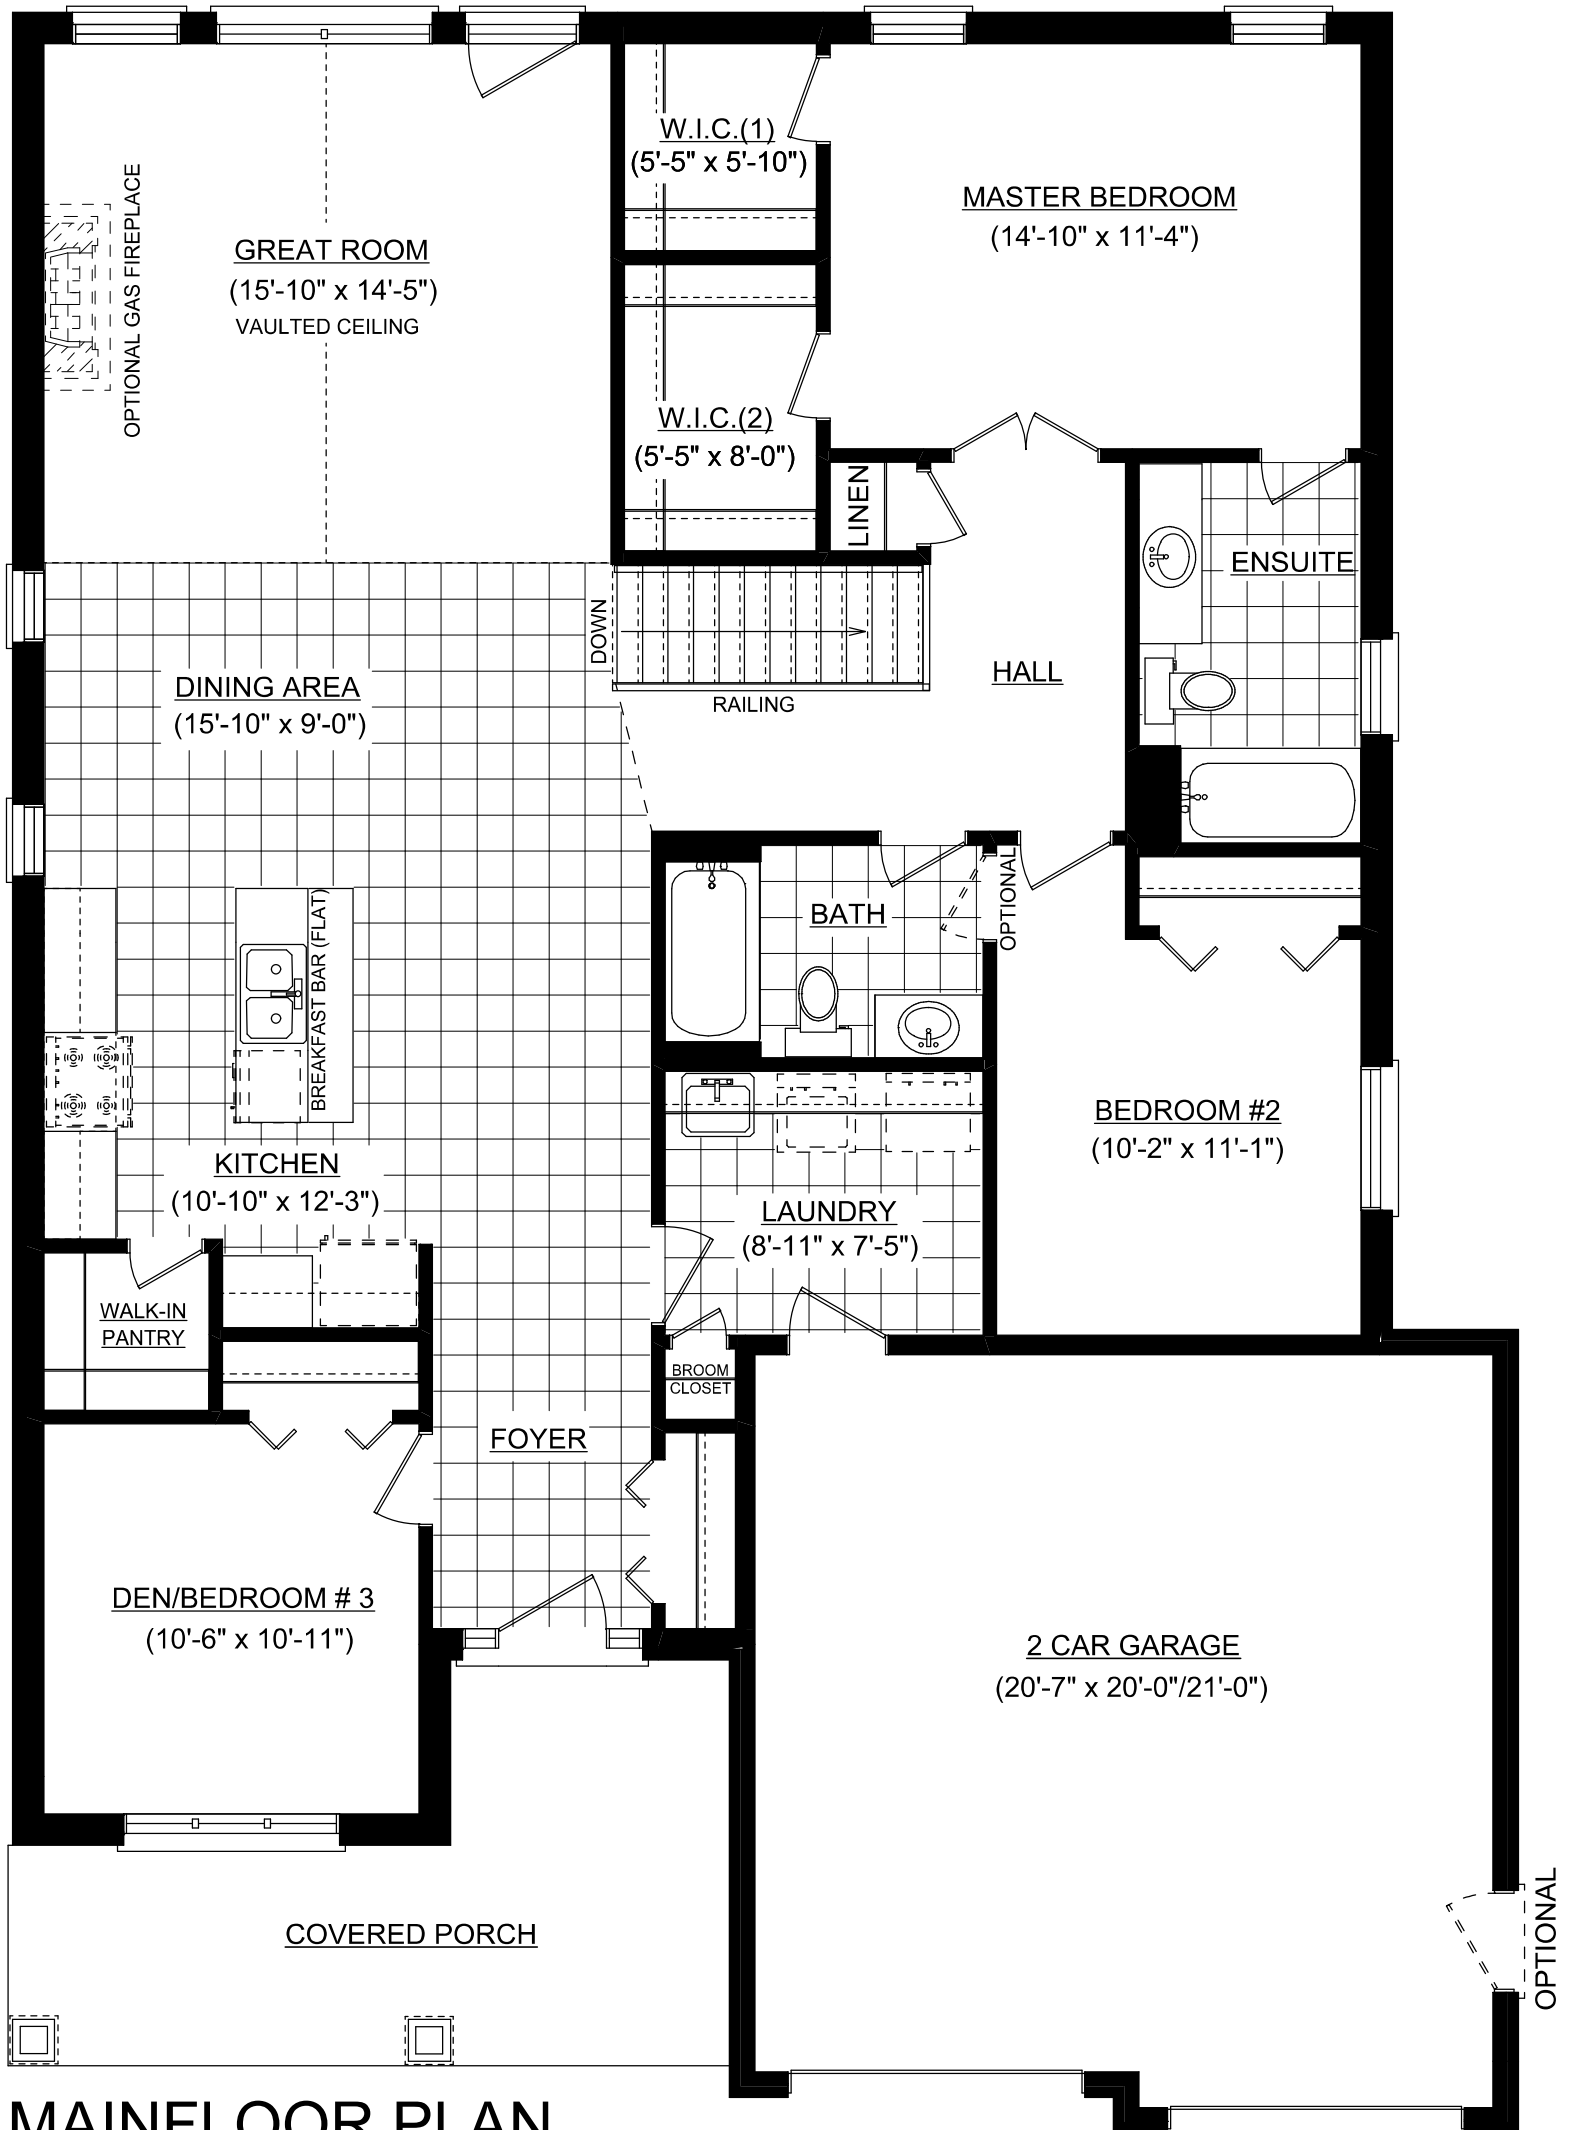 W.I.C.(1)
(5'-5" x 5'-10")
MASTER BEDROOM
(14'-10" x 11'-4")
OPTIONAL GAS FIREPLACE
GREAT ROOM
(15'-10" x 14'-5")
VAULTED CEILING
W.I.C.(2)
(5'-5" x 8'-0")
LINEN
ENSUITE
DOWN
HALL
DINING AREA
(15'-10" x 9'-0")
RAILING
BATH
OPTIONAL
BREAKFAST BAR (FLAT)
BEDROOM #2
(10'-2" x 11'-1")
KITCHEN
(10'-10" x 12'-3")
LAUNDRY
(8'-11" x 7'-5")
WALK-IN
PANTRY
BROOM
CLOSET
FOYER
DEN/BEDROOM # 3
(10'-6" x 10'-11")
2 CAR GARAGE
(20'-7" x 20'-0"/21'-0")
COVERED PORCH
OPTIONAL
MAINFLOOR PLAN